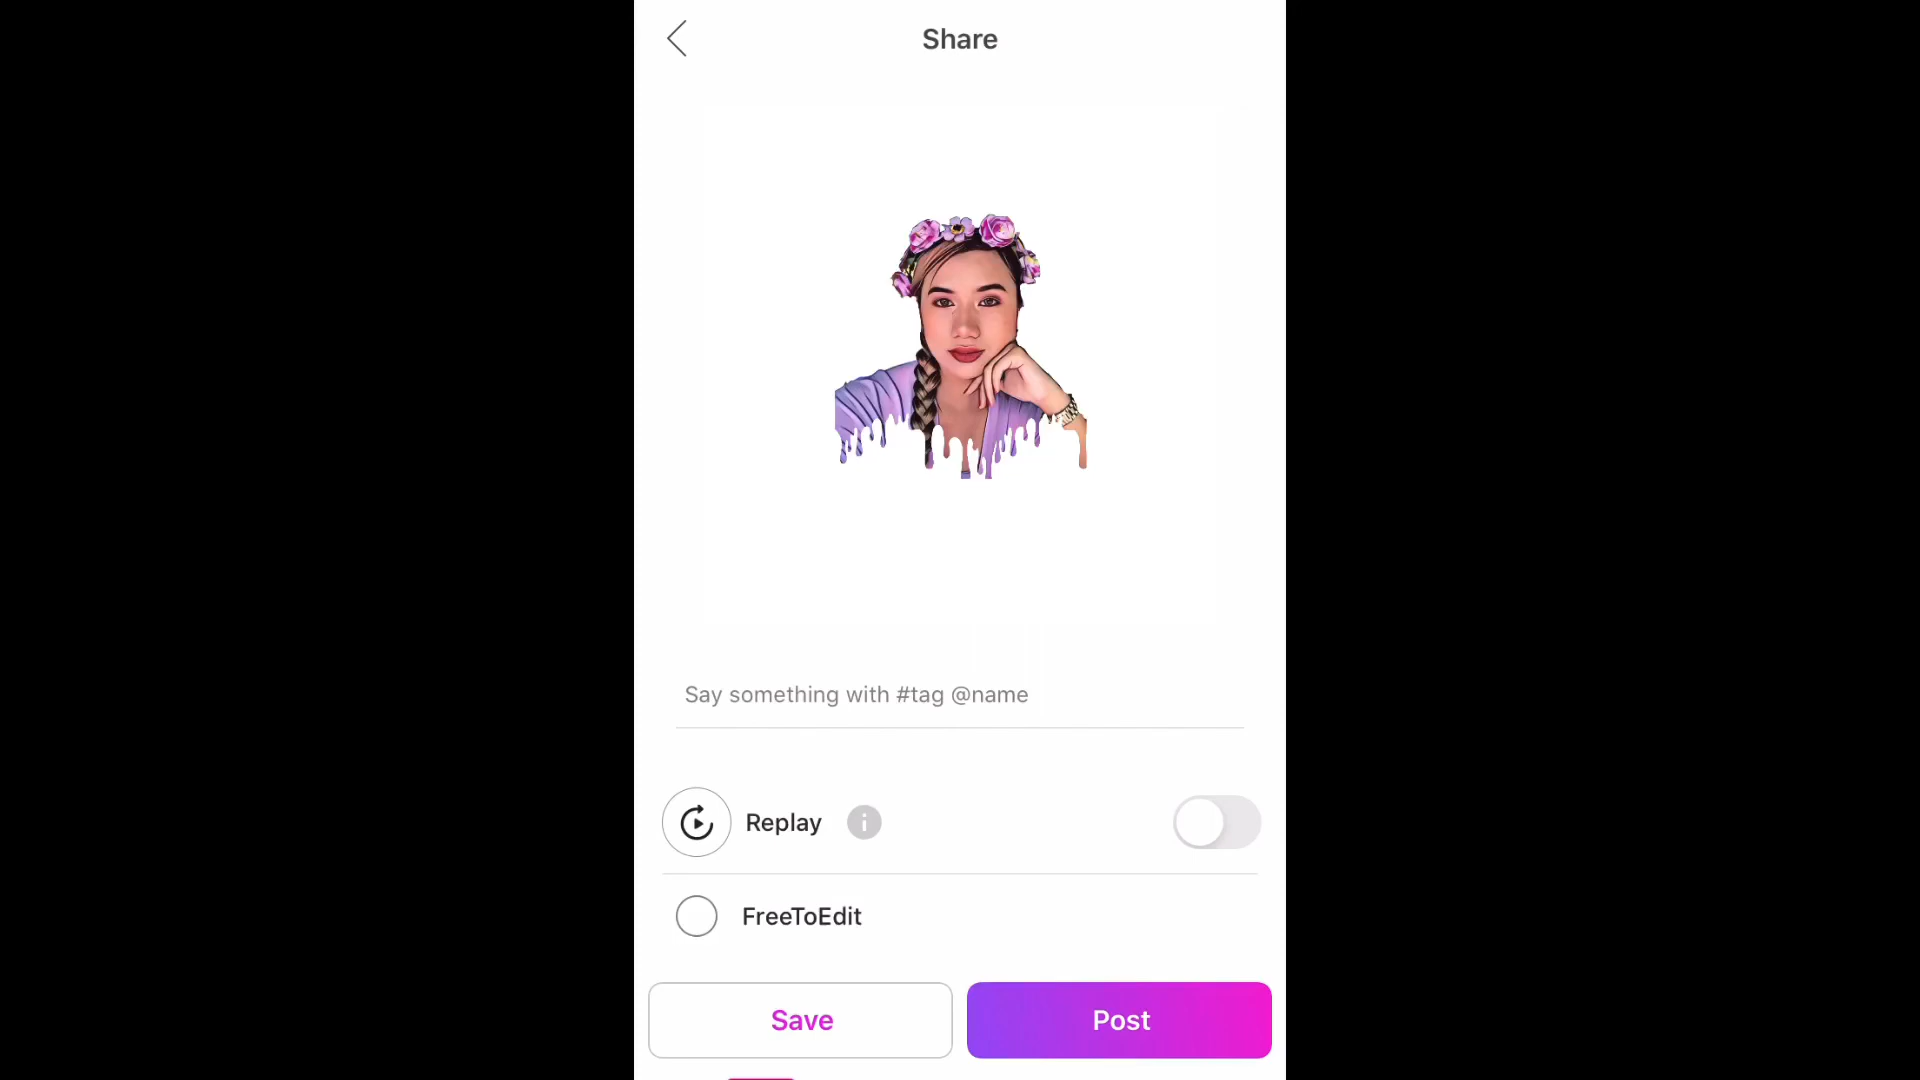 Share
Say something with #tag @name
Replay
FreeToEdit
Save
Post